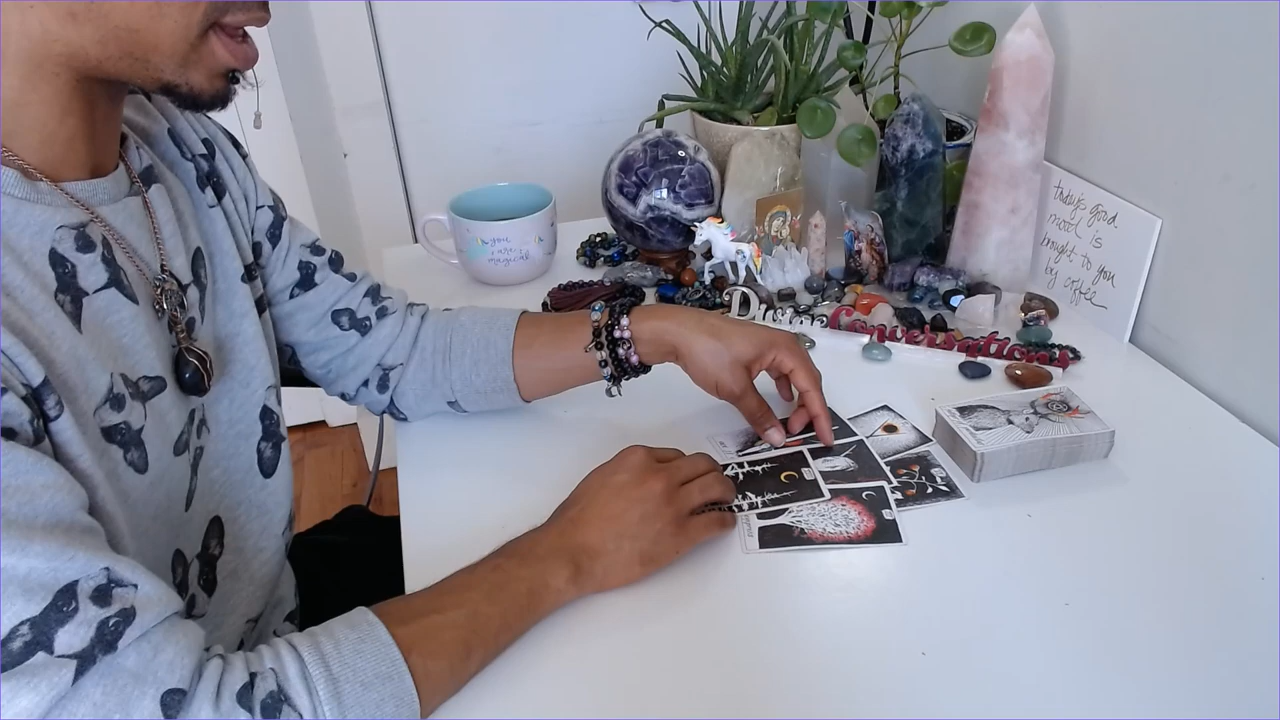 you
are
magical
Divine Conversations
today's good
mood is
brought to you
by coffee